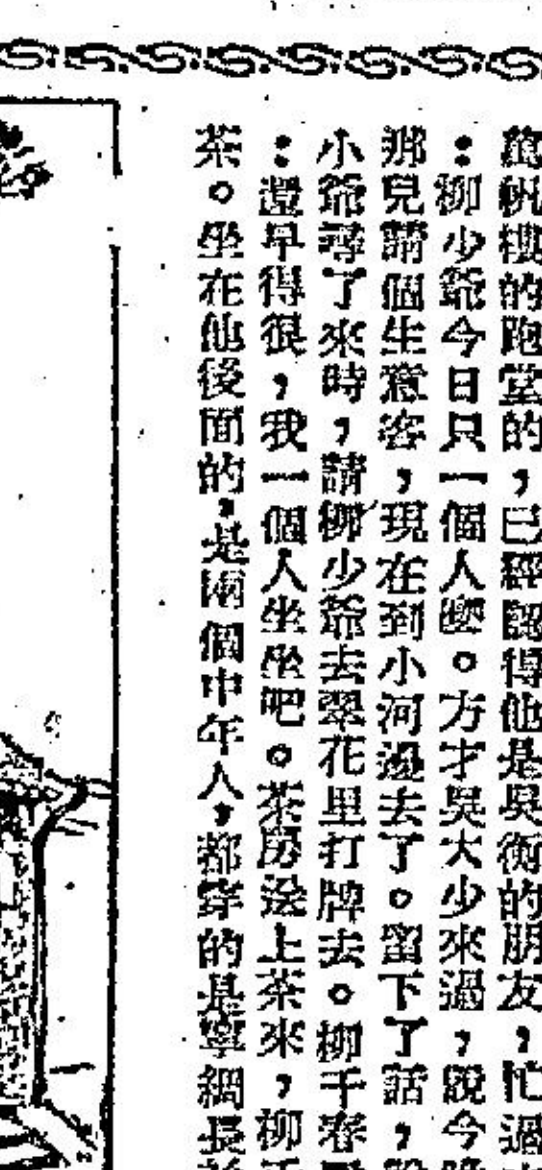 萬帆樓的跑堂的，已經認得他是吳衡的朋友，忙過
：柳少爺今日只一個人麽。方才吳大少來過，說今
那兒請個生意客，現在到小河邊去了。留下了話，
小爺尋了來時，請柳少爺去翠花里打牌去。柳千春
：還早得很，我一個人坐坐吧。茶房送上茶來，柳千
茶。坐在他後面的，是兩個中年人，都穿的是寧綢長